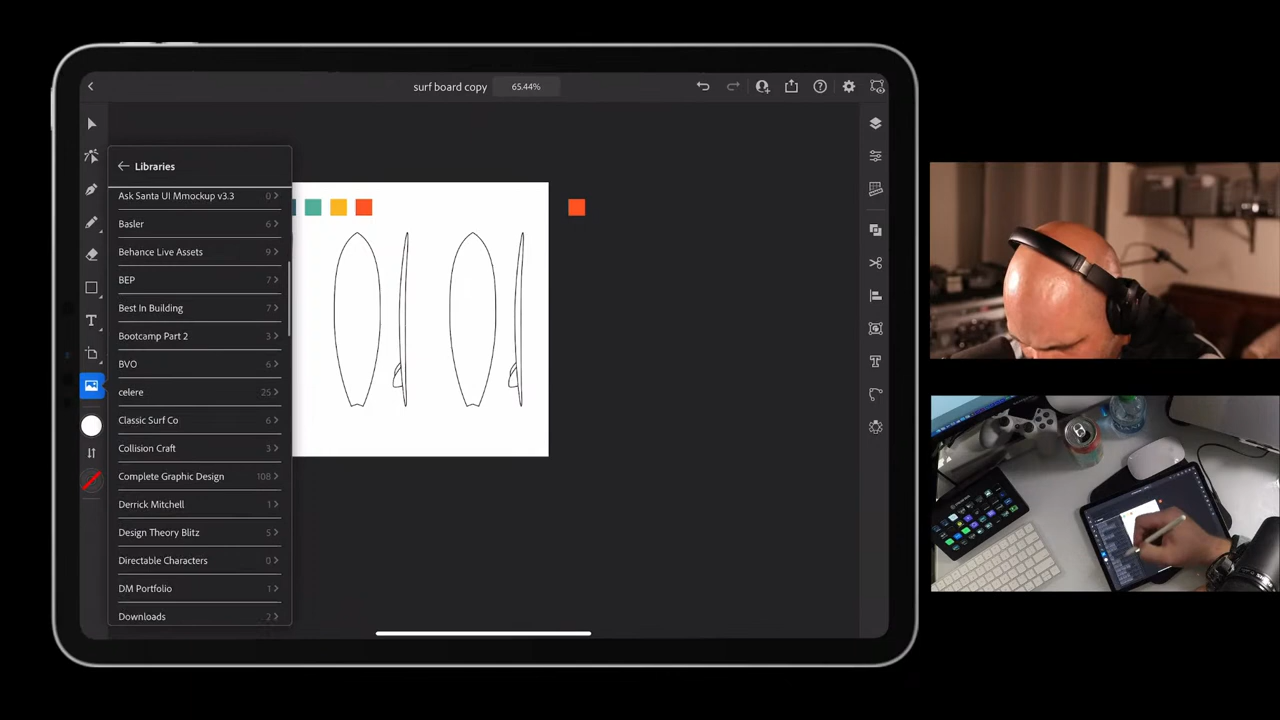 surf board copy
65.44%
Libraries
Ask Santa UI Mmockup v3.3 0
Basler 6
Behance Live Assets 9
BEP 7
Best In Building 7
Bootcamp Part 2 3
BVO 6
celere 25
Classic Surf Co 6
Collision Craft 3
Complete Graphic Design 108
Derrick Mitchell 1
Design Theory Blitz 5
Directable Characters 0
DM Portfolio 1
Downloads 2